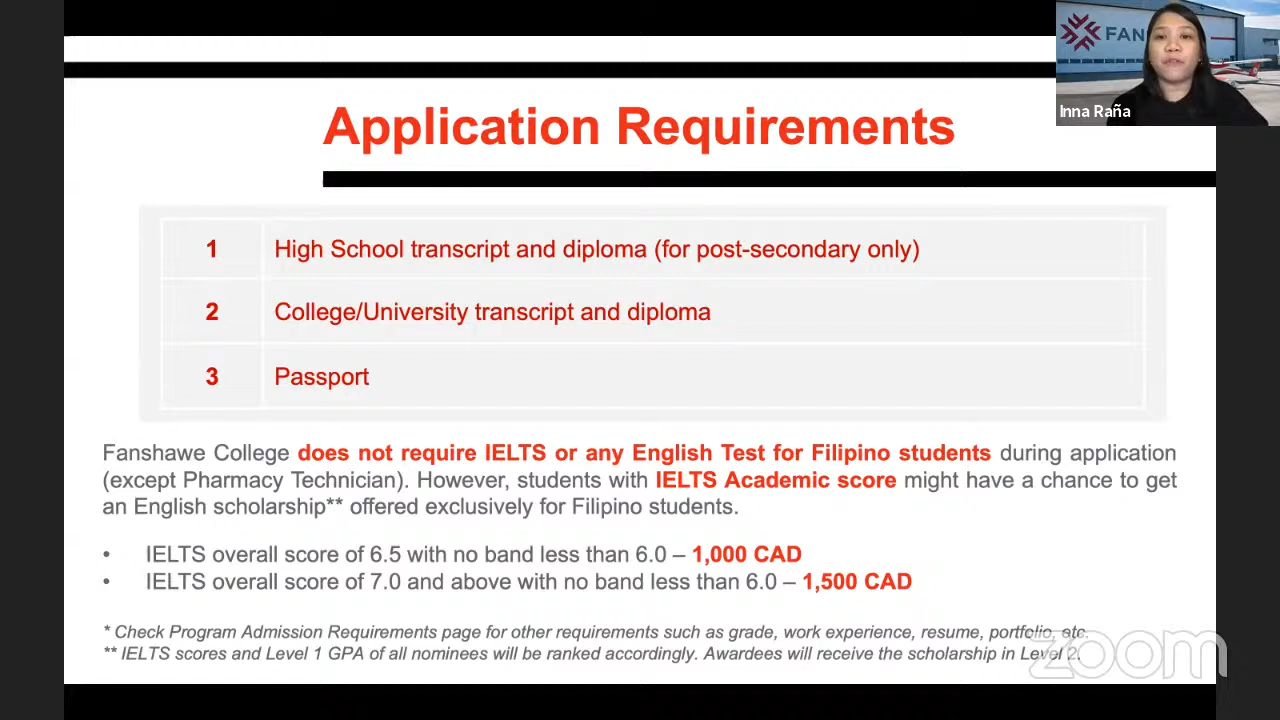 FAN
Inna Raña
Application Requirements
1 High School transcript and diploma (for post-secondary only)
2 College/University transcript and diploma
3 Passport
Fanshawe College does not require IELTS or any English Test for Filipino students during application
(except Pharmacy Technician). However, students with IELTS Academic score might have a chance to get
an English scholarship** offered exclusively for Filipino students.
• IELTS overall score of 6.5 with no band less than 6.0 – 1,000 CAD
• IELTS overall score of 7.0 and above with no band less than 6.0 – 1,500 CAD
* Check Program Admission Requirements page for other requirements such as grade, work experience, resume, portfolio, etc.
** IELTS scores and Level 1 GPA of all nominees will be ranked accordingly. Awardees will receive the scholarship in Level 2.
zoom